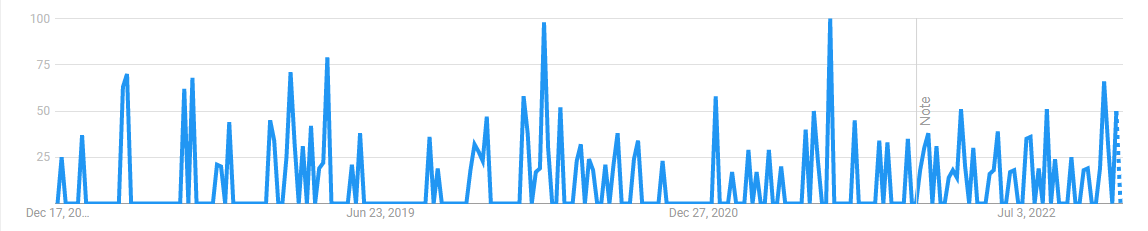 100
75
50
25
Note
Dec 17, 20...
Jun 23, 2019
Dec 27, 2020
Jul 3, 2022